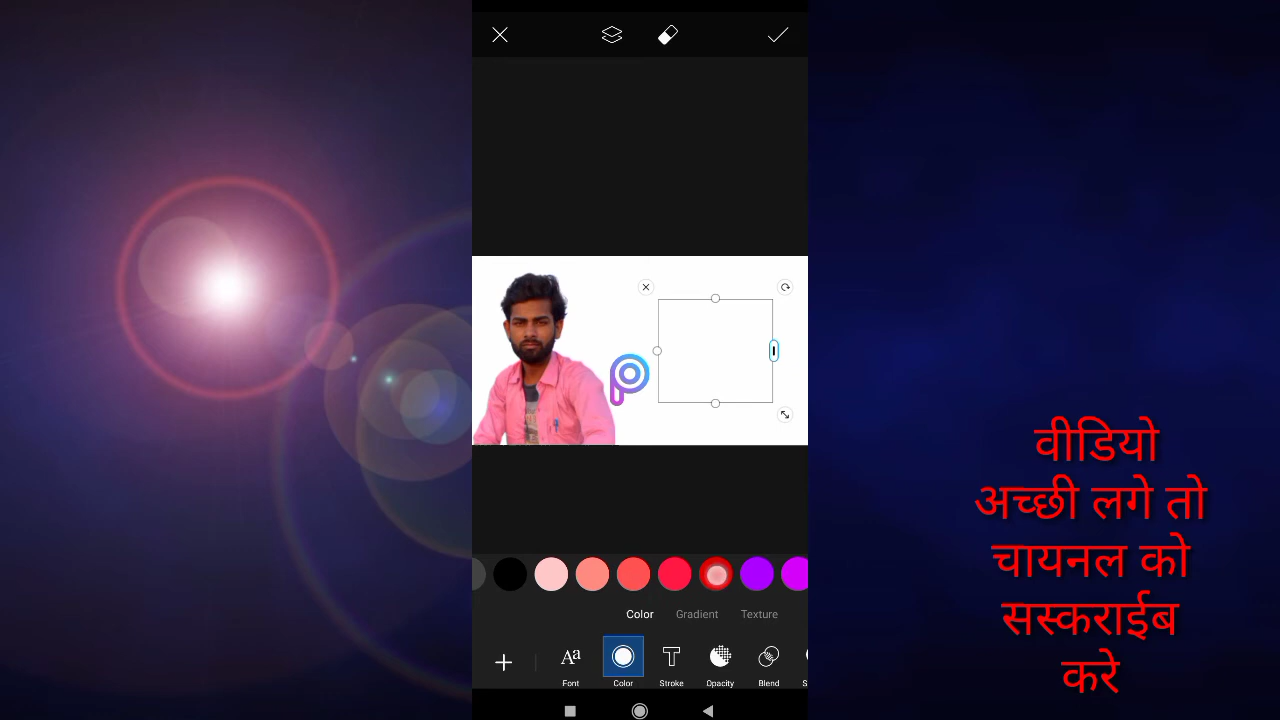 Color Gradient Texture
Font Color Stroke Opacity Blend
वीडियो
अच्छी लगे तो
चायनल को
सस्कराईब
करे